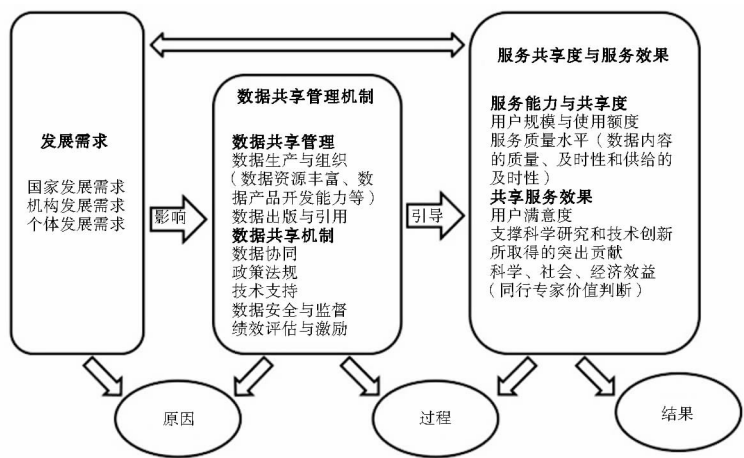 发展需求
国家发展需求
机构发展需求
个体发展需求
影响
数据共享管理机制
数据共享管理
数据生产与组织
（数据资源丰富、数
据产品开发能力等）
数据出版与引用
数据共享机制
数据协同
政策法规
技术支持
数据安全与监督
绩效评估与激励
引导
服务共享度与服务效果
服务能力与共享度
用户规模与使用额度
服务质量水平（数据内容
的质量、及时性和供给的
及时性）
共享服务效果
用户满意度
支撑科学研究和技术创新
所取得的突出贡献
科学、社会、经济效益
（同行专家价值判断）
原因
过程
结果